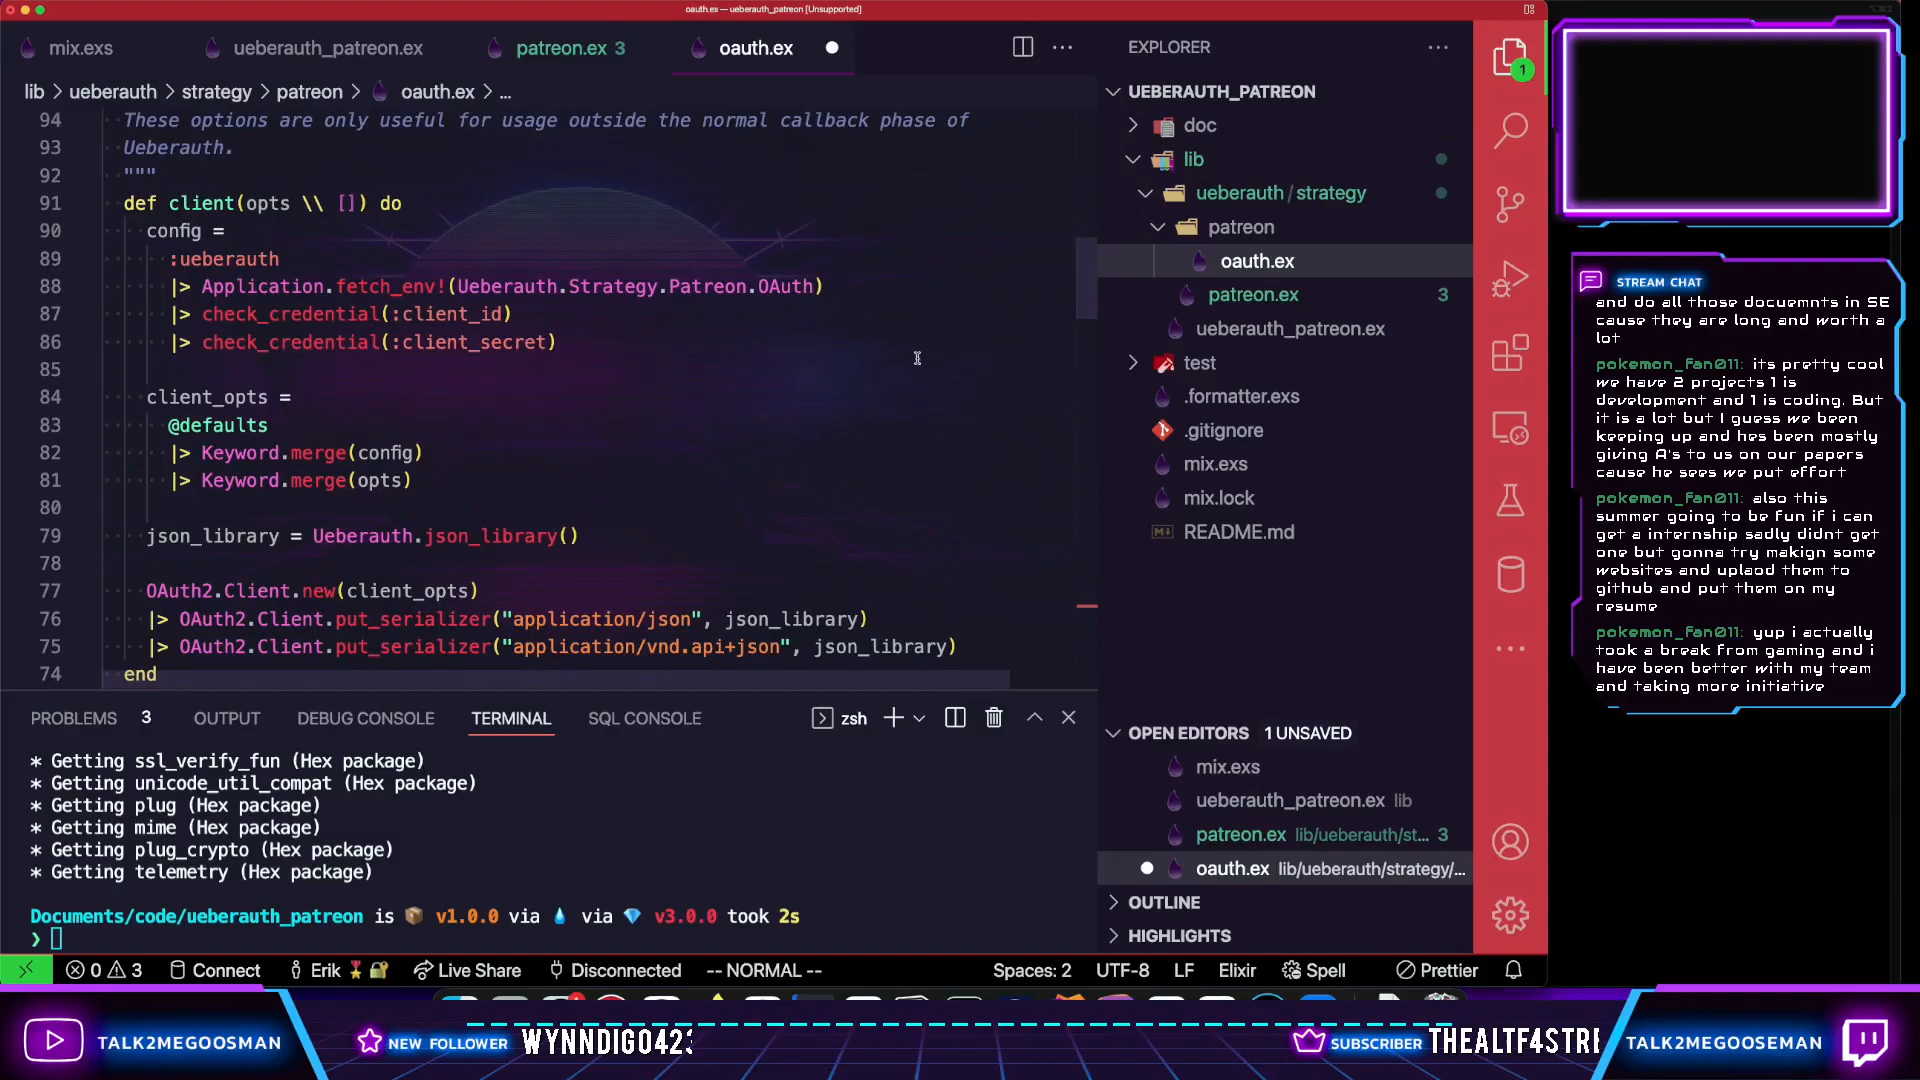 oauth.ex — ueberauth_patreon [Unsupported]
mix.exs
ueberauth_patreon.ex
patreon.ex 3
oauth.ex
lib > ueberauth > strategy > patreon > oauth.ex > ...
94 These options are only useful for usage outside the normal callback phase of
93 Ueberauth.
92 """
91 def client(opts \\ []) do
90 config =
89 :ueberauth
88 |> Application.fetch_env!(Ueberauth.Strategy.Patreon.OAuth)
87 |> check_credential(:client_id)
86 |> check_credential(:client_secret)
85
84 client_opts =
83 @defaults
82 |> Keyword.merge(config)
81 |> Keyword.merge(opts)
80
79 json_library = Ueberauth.json_library()
78
77 OAuth2.Client.new(client_opts)
76 |> OAuth2.Client.put_serializer("application/json", json_library)
75 |> OAuth2.Client.put_serializer("application/vnd.api+json", json_library)
74 end
PROBLEMS 3 OUTPUT DEBUG CONSOLE TERMINAL SQL CONSOLE zsh
* Getting ssl_verify_fun (Hex package)
* Getting unicode_util_compat (Hex package)
* Getting plug (Hex package)
* Getting mime (Hex package)
* Getting plug_crypto (Hex package)
* Getting telemetry (Hex package)
Documents/code/ueberauth_patreon is 📦 v1.0.0 via 💧 via 💎 v3.0.0 took 2s
❯
EXPLORER
UEBERAUTH_PATREON
doc
lib
ueberauth / strategy
patreon
oauth.ex
patreon.ex 3
ueberauth_patreon.ex
test
.formatter.exs
.gitignore
mix.exs
mix.lock
README.md
OPEN EDITORS 1 UNSAVED
mix.exs
ueberauth_patreon.ex lib
patreon.ex lib/ueberauth/st... 3
oauth.ex lib/ueberauth/strategy/...
OUTLINE
HIGHLIGHTS
1
0 3 Connect Erik Live Share Disconnected -- NORMAL -- Spaces: 2 UTF-8 LF Elixir Spell Prettier
STREAM CHAT
and do all those docuemnts in SE
cause they are long and worth a
lot
pokemon_fan011: its pretty cool
we have 2 projects 1 is
development and 1 is coding. But
it is a lot but I guess we been
keeping up and hes been mostly
giving A's to us on our papers
cause he sees we put effort
pokemon_fan011: also this
summer going to be fun if i can
get a internship sadly didnt get
one but gonna try makign some
websites and uplaod them to
github and put them on my
resume
pokemon_fan011: yup i actually
took a break from gaming and i
have been better with my team
and taking more initiative
TALK2MEGOOSMAN
NEW FOLLOWER WYNNDIGO423
SUBSCRIBER THEALTF4STRE
TALK2MEGOOSEMAN